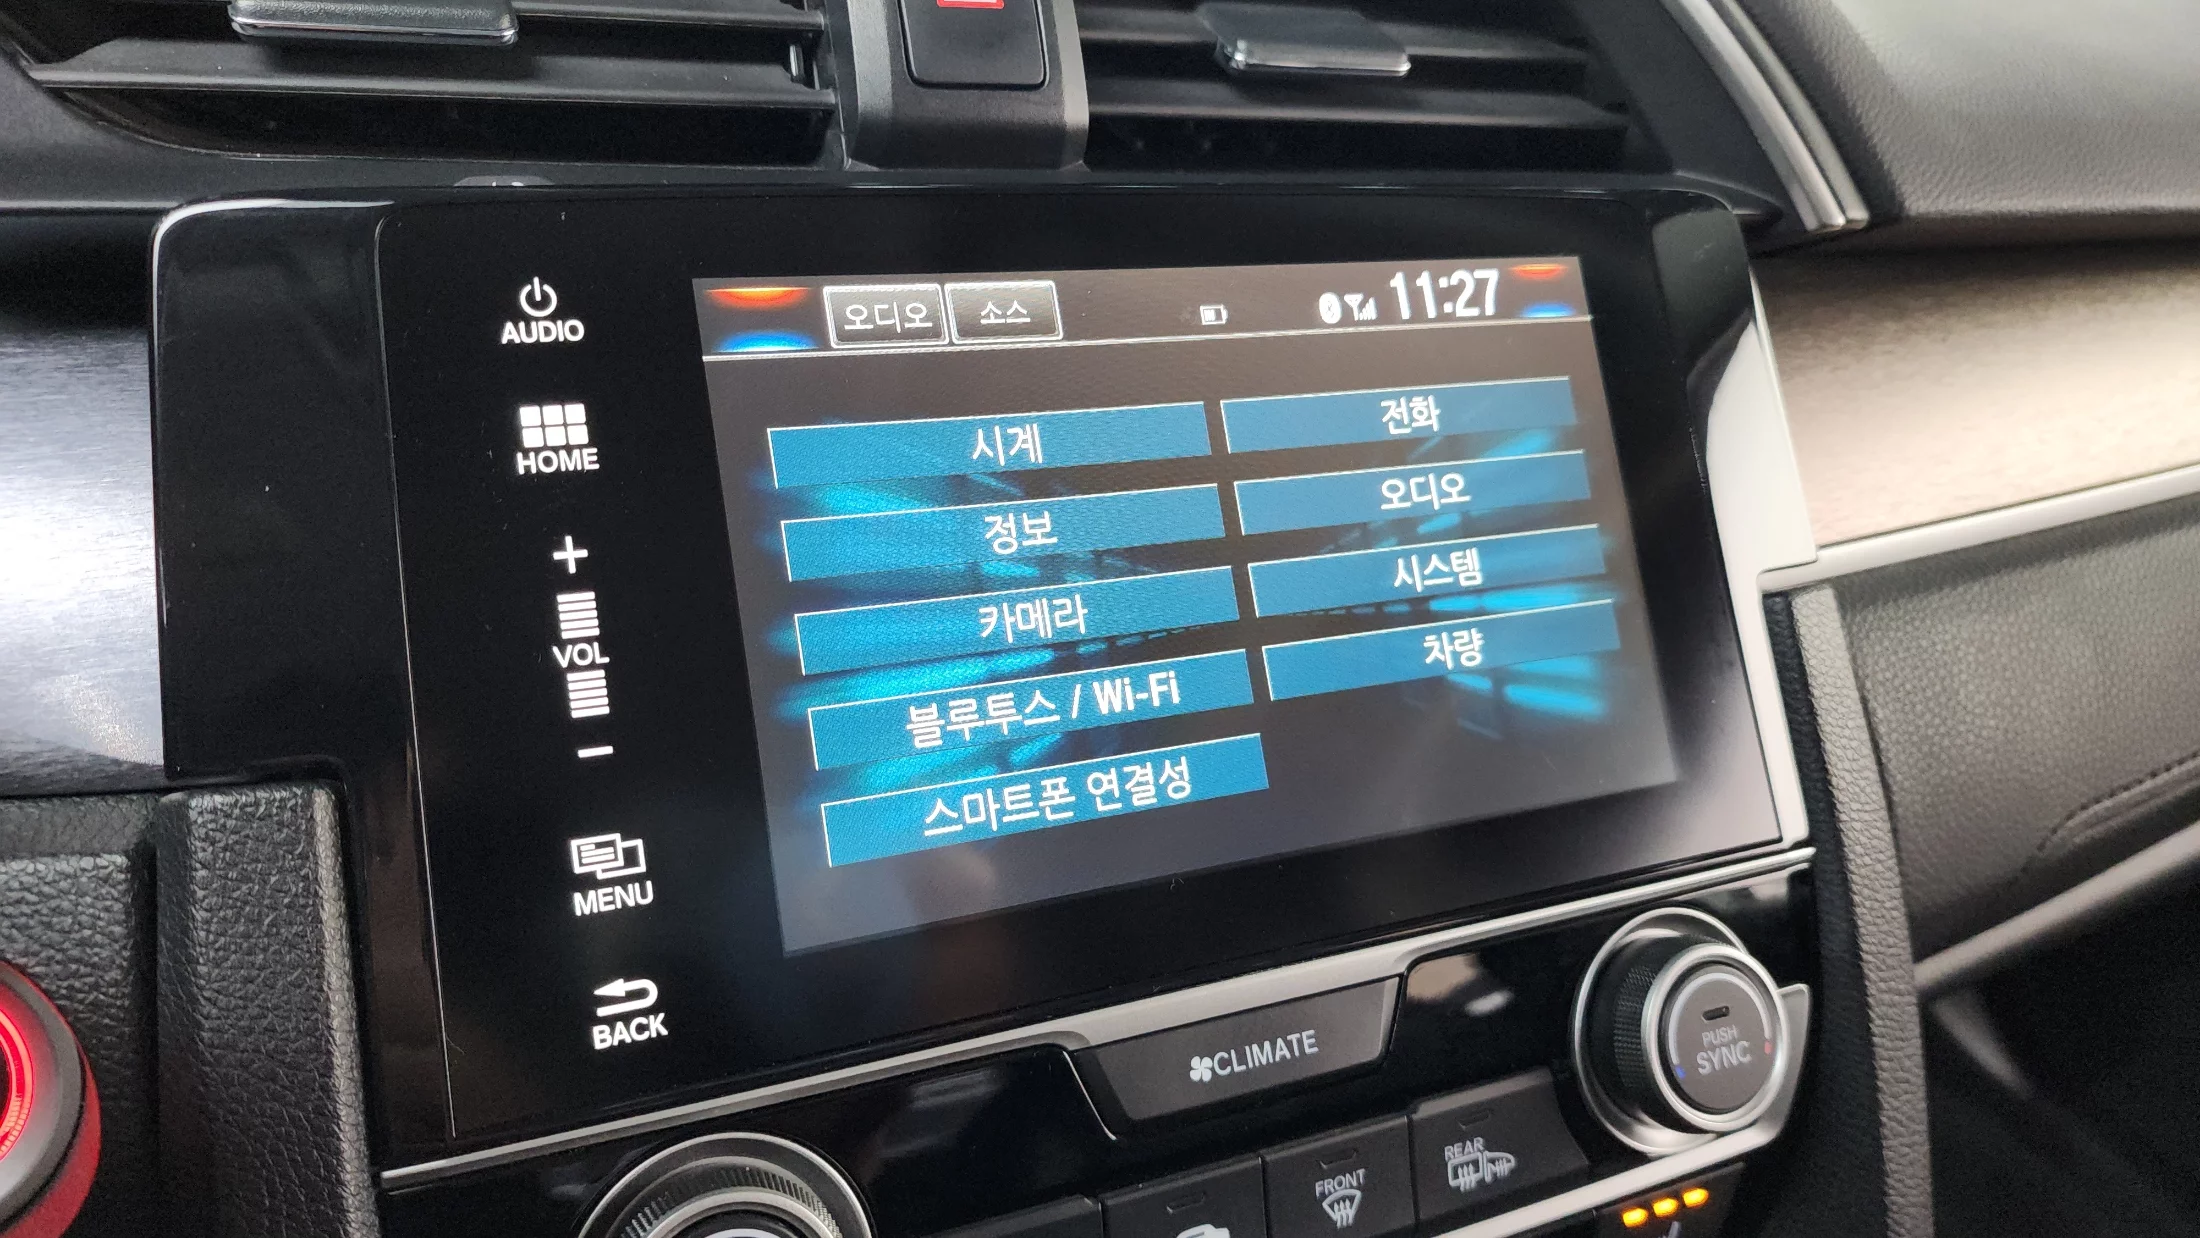 AUDIO
HOME
VOL
MENU
BACK
오디오
소스
11:27
시계
전화
정보
오디오
카메라
시스템
블루투스 / Wi-Fi
차량
스마트폰 연결성
CLIMATE
PUSH
SYNC
FRONT
REAR